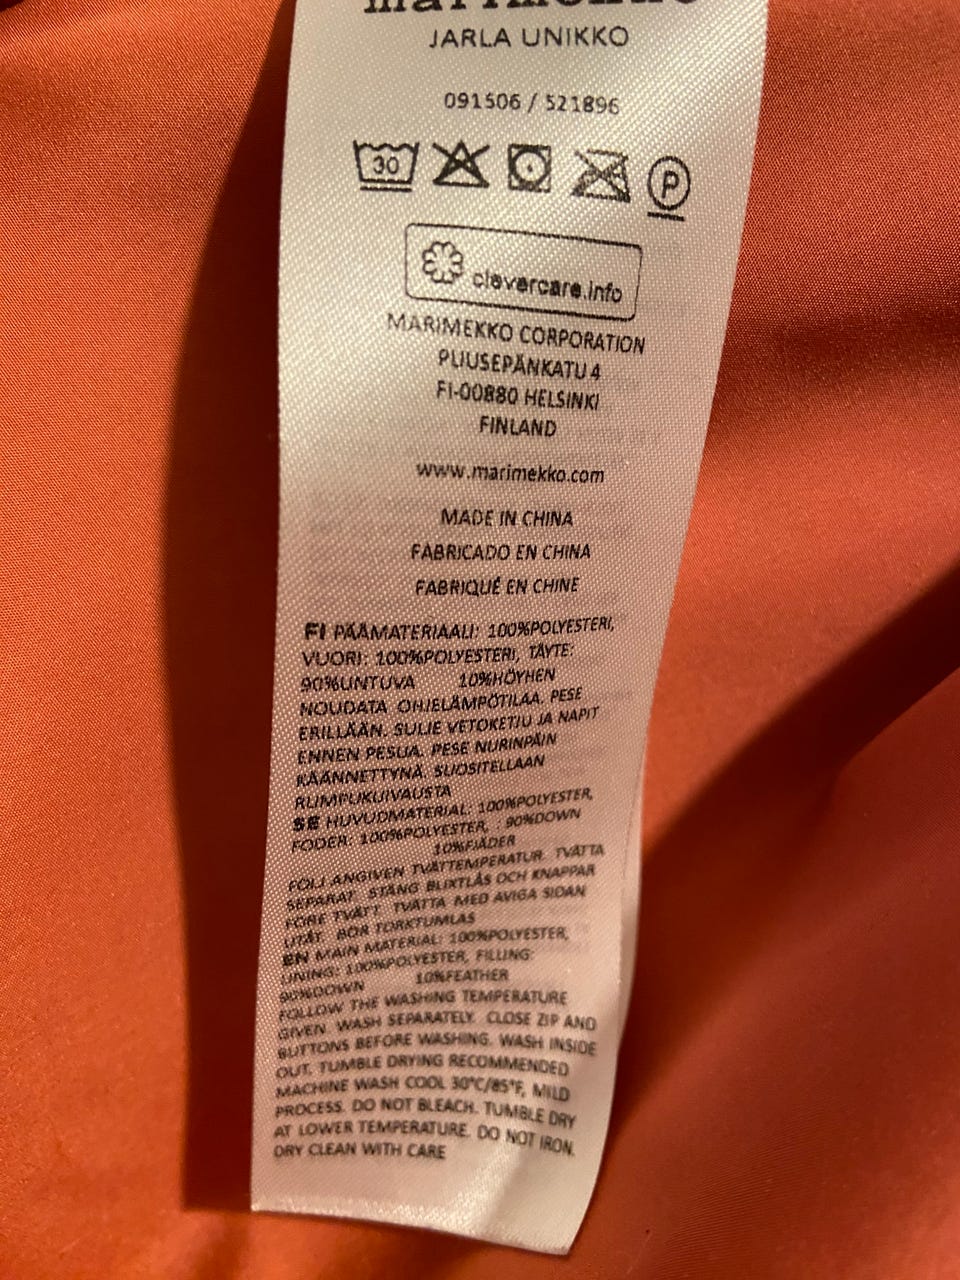 marimekko
JARLA UNIKKO
091506 / 521896
30
P
clevercare.info
MARIMEKKO CORPORATION
PUUSEPÄNKATU 4
FI-00880 HELSINKI
FINLAND
www.marimekko.com
MADE IN CHINA
FABRICADO EN CHINA
FABRIQUÉ EN CHINE
FI PÄÄMATERIAALI: 100%POLYESTERI,
VUORI: 100%POLYESTERI, TÄYTE:
90%UNTUVA 10%HÖYHEN
NOUDATA OHJELÄMPÖTILAA. PESE
ERILLÄÄN. SULJE VETOKETJU JA NAPIT
ENNEN PESUA. PESE NURINPÄIN
KÄÄNNETTYNÄ. SUOSITELLAAN
RUMPUKUIVAUSTA
SE HUVUDMATERIAL: 100%POLYESTER,
FODER: 100%POLYESTER, : 90%DOWN
10%FJÄDER
FÖLJ ANGIVEN TVÄTTEMPERATUR. TVÄTTA
SEPARAT. STÄNG BLIXTLÅS OCH KNAPPAR
FÖRE TVÄTT. TVÄTTA MED AVIGA SIDAN
UTÅT. BÖR TORKTUMLAS
EN MAIN MATERIAL: 100%POLYESTER,
LINING: 100%POLYESTER, FILLING:
90%DOWN 10%FEATHER
FOLLOW THE WASHING TEMPERATURE
GIVEN. WASH SEPARATELY. CLOSE ZIP AND
BUTTONS BEFORE WASHING. WASH INSIDE
OUT. TUMBLE DRYING RECOMMENDED
MACHINE WASH COOL 30°C/85°F, MILD
PROCESS. DO NOT BLEACH. TUMBLE DRY
AT LOWER TEMPERATURE. DO NOT IRON.
DRY CLEAN WITH CARE